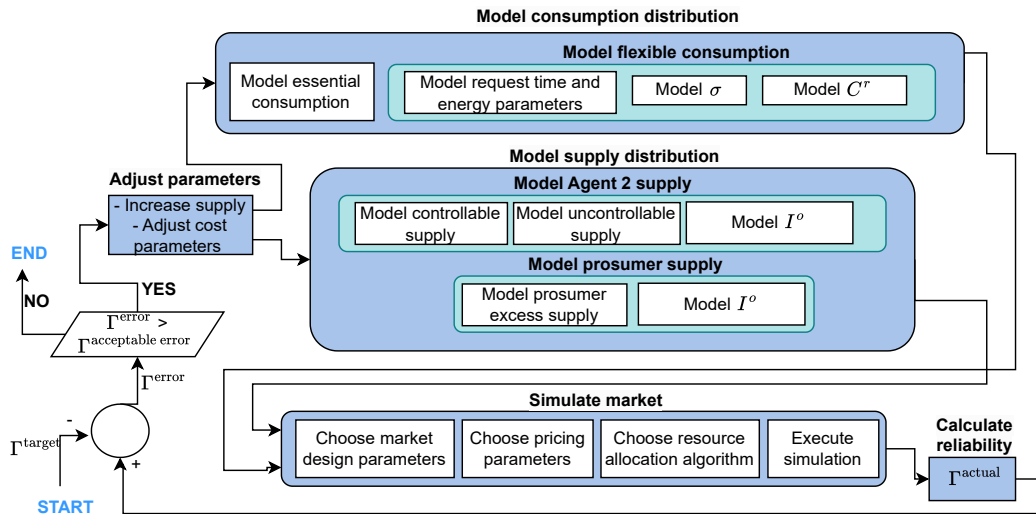 Model consumption distribution
Model flexible consumption
Model essential
consumption
Model request time and
energy parameters
Model σ
Model C^r
Model supply distribution
Model Agent 2 supply
Model controllable
supply
Model uncontrollable
supply
Model I^o
Model prosumer supply
Model prosumer
excess supply
Model I^o
Adjust parameters
- Increase supply
- Adjust cost
parameters
END
NO
YES
Γ^error >
Γ^acceptable error
Γ^error
-
Γ^target
+
START
Simulate market
Choose market
design parameters
Choose pricing
parameters
Choose resource
allocation algorithm
Execute
simulation
Calculate
reliability
Γ^actual